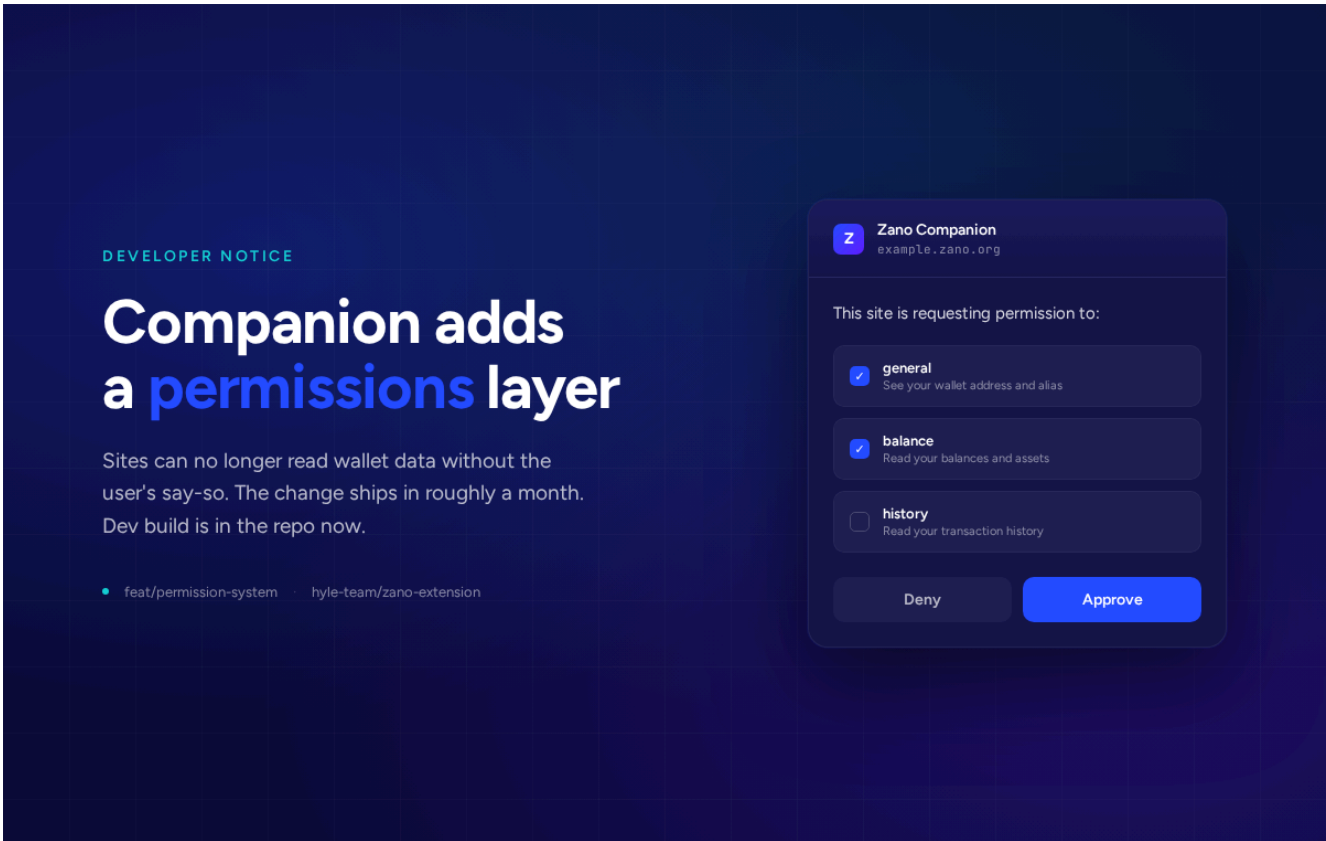 DEVELOPER NOTICE
Companion adds
a permissions layer
Sites can no longer read wallet data without the
user's say-so. The change ships in roughly a month.
Dev build is in the repo now.
feat/permission-system · hyle-team/zano-extension
Z
Zano Companion
example.zano.org
This site is requesting permission to:
✓
general
See your wallet address and alias
✓
balance
Read your balances and assets
history
Read your transaction history
Deny
Approve